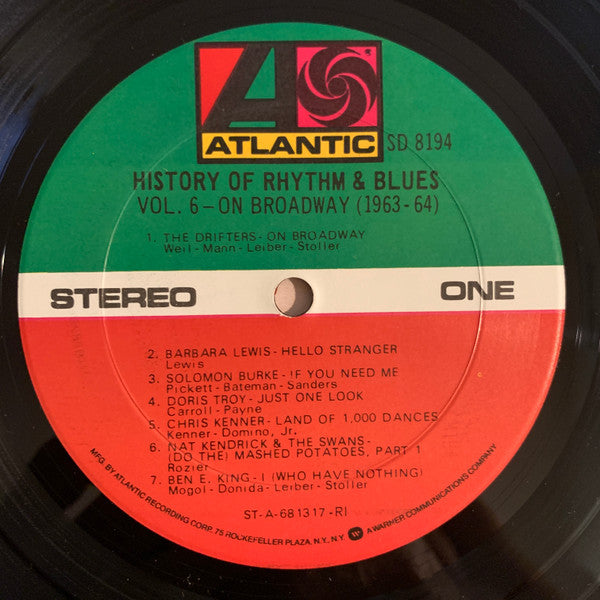 ATLANTIC
SD 8194
HISTORY OF RHYTHM & BLUES
VOL. 6 - ON BROADWAY (1963-64)
1. THE DRIFTERS - ON BROADWAY
Weil - Mann - Leiber - Stoller
STEREO ONE
2. BARBARA LEWIS - HELLO STRANGER
Lewis
3. SOLOMON BURKE - IF YOU NEED ME
Pickett - Bateman - Sanders
4. DORIS TROY - JUST ONE LOOK
Carroll - Payne
5. CHRIS KENNER - LAND OF 1,000 DANCES
Kenner - Domino, Jr.
6. NAT KENDRICK & THE SWANS -
(DO THE) MASHED POTATOES, PART 1
Rozier
7. BEN E. KING - I (WHO HAVE NOTHING)
Mogol - Donida - Leiber - Stoller
ST-A-681317-RI
MFG. BY ATLANTIC RECORDING CORP. 75 ROCKEFELLER PLAZA, N.Y., N.Y. A WARNER COMMUNICATIONS COMPANY